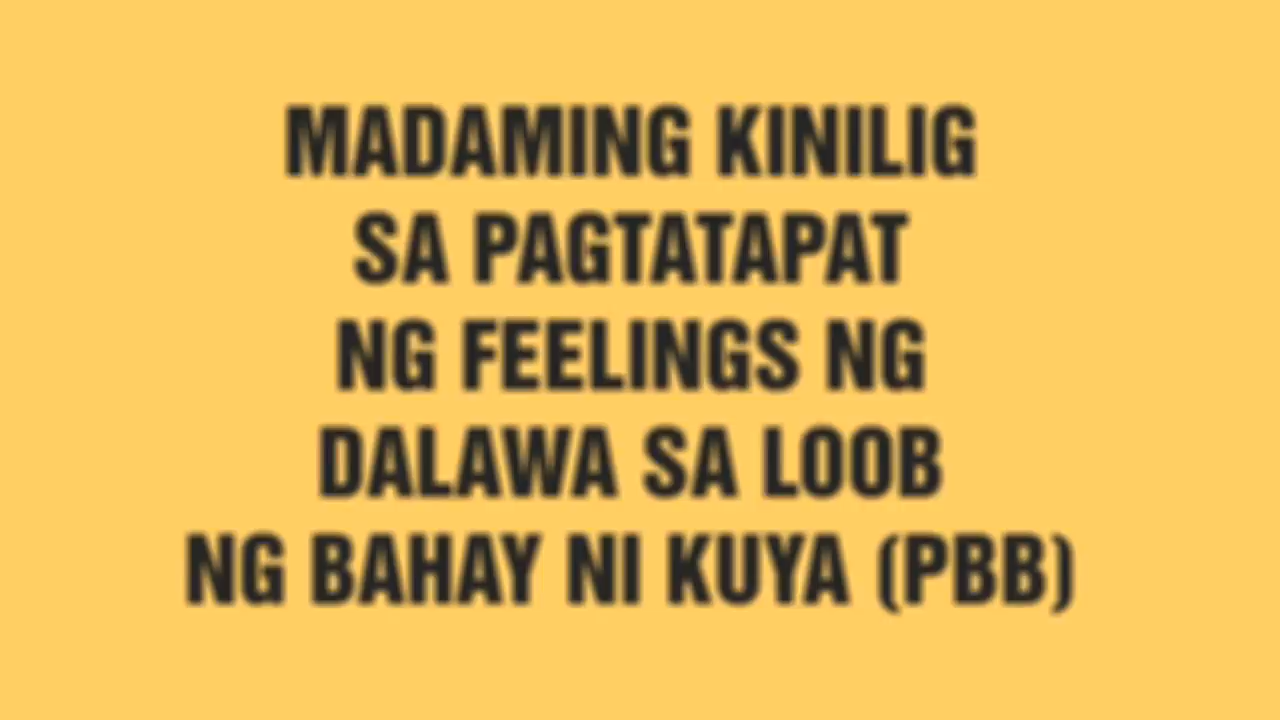 MADAMING KINILIG
SA PAGTATAPAT
NG FEELINGS NG
DALAWA SA LOOB
NG BAHAY NI KUYA (PBB)